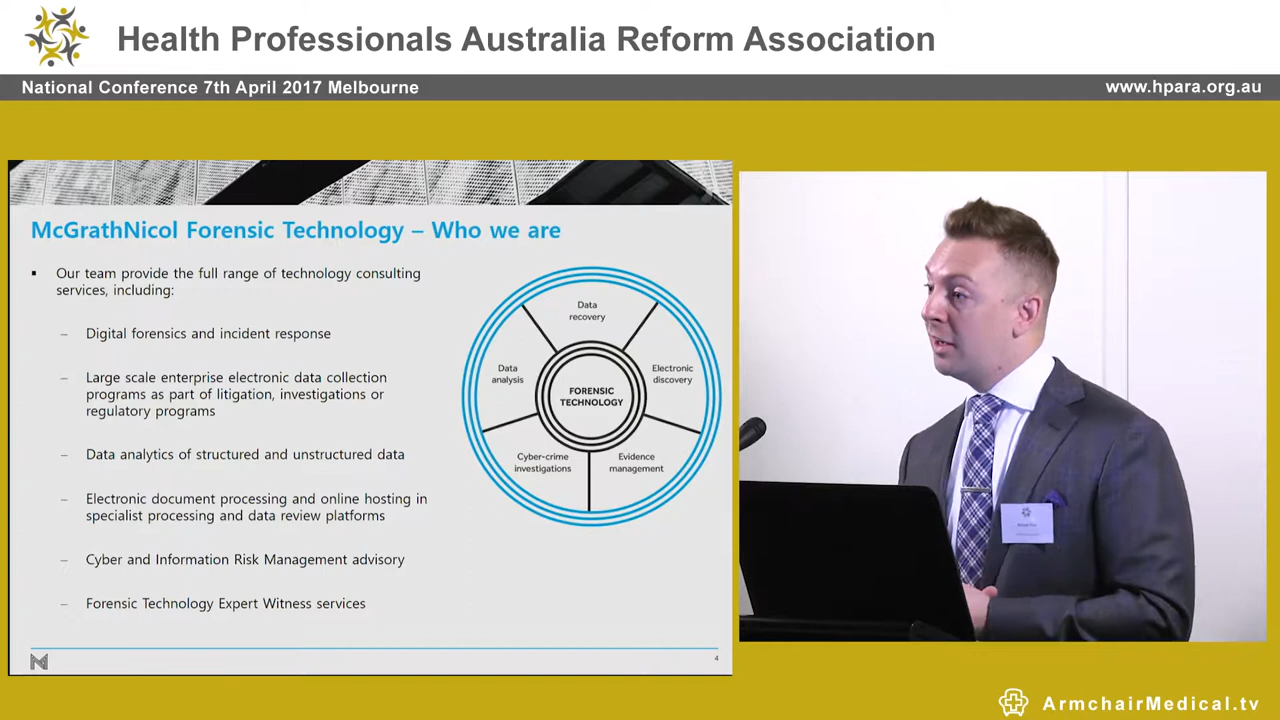 Health Professionals Australia Reform Association
National Conference 7th April 2017 Melbourne
www.hpara.org.au
McGrathNicol Forensic Technology – Who we are
▪ Our team provide the full range of technology consulting
services, including:
– Digital forensics and incident response
– Large scale enterprise electronic data collection
programs as part of litigation, investigations or
regulatory programs
– Data analytics of structured and unstructured data
– Electronic document processing and online hosting in
specialist processing and data review platforms
– Cyber and Information Risk Management advisory
– Forensic Technology Expert Witness services
Data
recovery
Data
analysis
Electronic
discovery
FORENSIC
TECHNOLOGY
Cyber-crime
investigations
Evidence
management
4
ArmchairMedical.tv